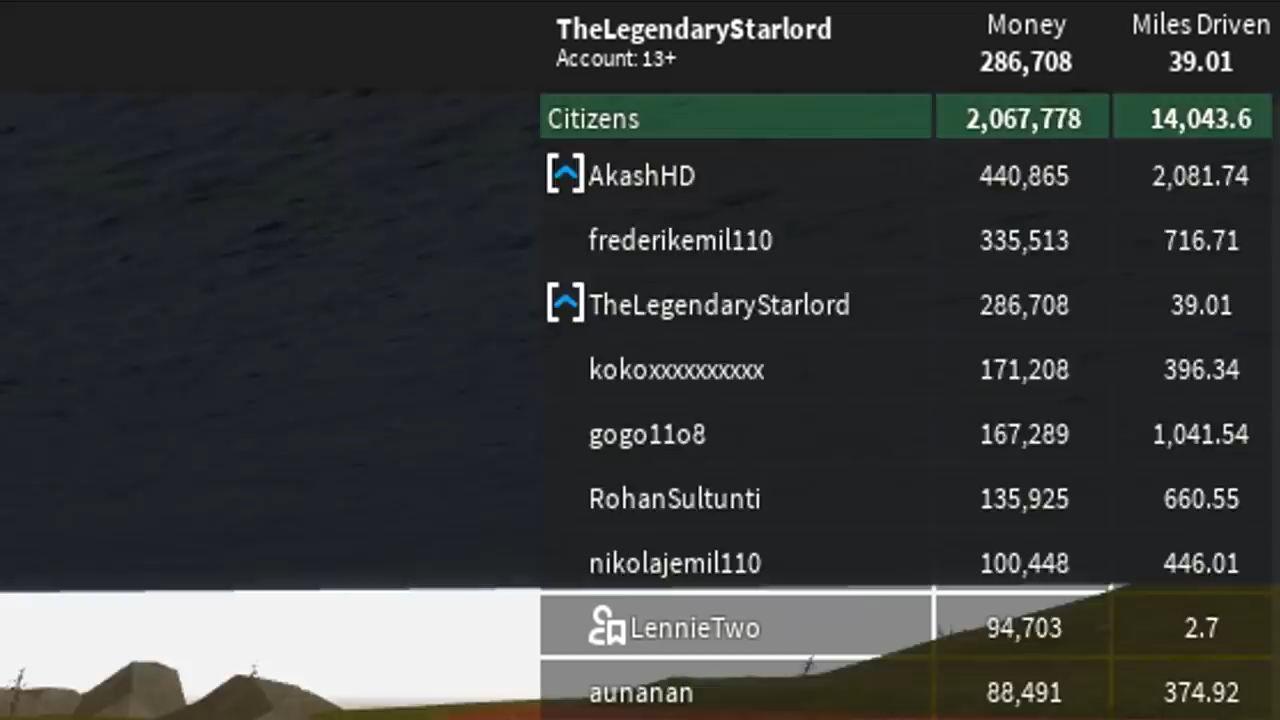 TheLegendaryStarlord Money Miles Driven
Account: 13+ 286,708 39.01
Citizens 2,067,778 14,043.6
AkashHD 440,865 2,081.74
frederikemil110 335,513 716.71
TheLegendaryStarlord 286,708 39.01
kokoxxxxxxxxxx 171,208 396.34
gogo11o8 167,289 1,041.54
RohanSultunti 135,925 660.55
nikolajemil110 100,448 446.01
LennieTwo 94,703 2.7
aunanan 88,491 374.92